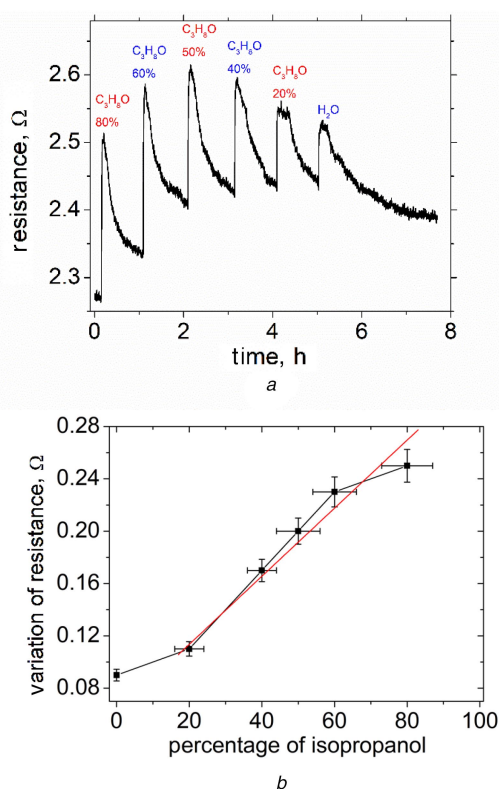 C₃H₈O
50%
C₃H₈O
60%
C₃H₈O
40%
C₃H₈O
20%
C₃H₈O
80%
H₂O
2.6
2.5
2.4
2.3
resistance, Ω
0 2 4 6 8
time, h
a
0.28
0.24
0.20
0.16
0.12
0.08
variation of resistance, Ω
0 20 40 60 80 100
percentage of isopropanol
b